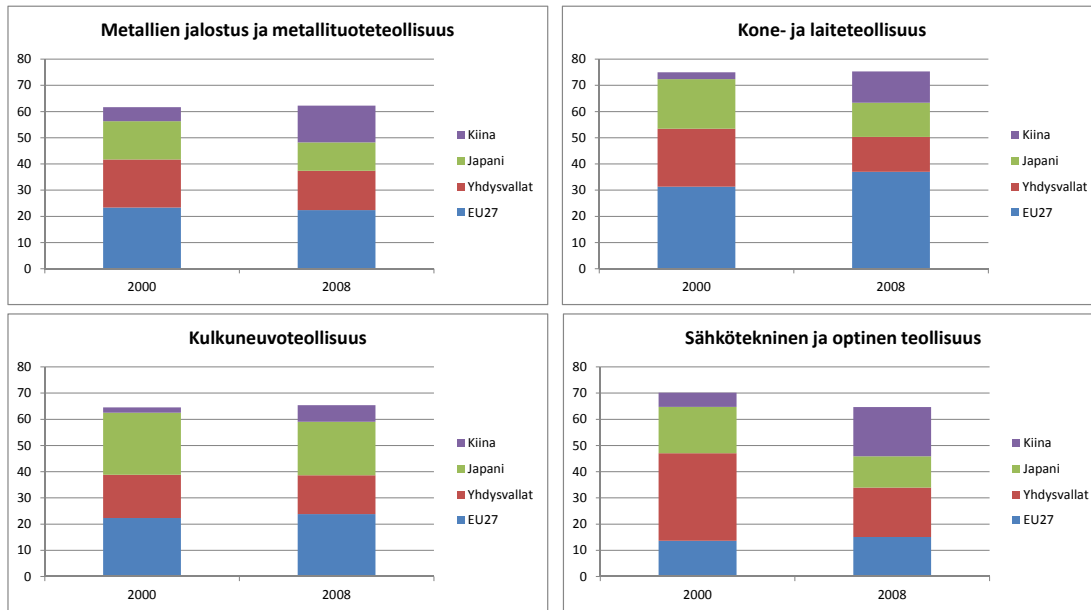 Metallien jalostus ja metallituoteteollisuus
80
70
60
50
40
30
20
10
0
2000 2008
Kiina
Japani
Yhdysvallat
EU27
Kone- ja laiteteollisuus
80
70
60
50
40
30
20
10
0
2000 2008
Kiina
Japani
Yhdysvallat
EU27
Kulkuneuvoteollisuus
80
70
60
50
40
30
20
10
0
2000 2008
Kiina
Japani
Yhdysvallat
EU27
Sähkötekninen ja optinen teollisuus
80
70
60
50
40
30
20
10
0
2000 2008
Kiina
Japani
Yhdysvallat
EU27